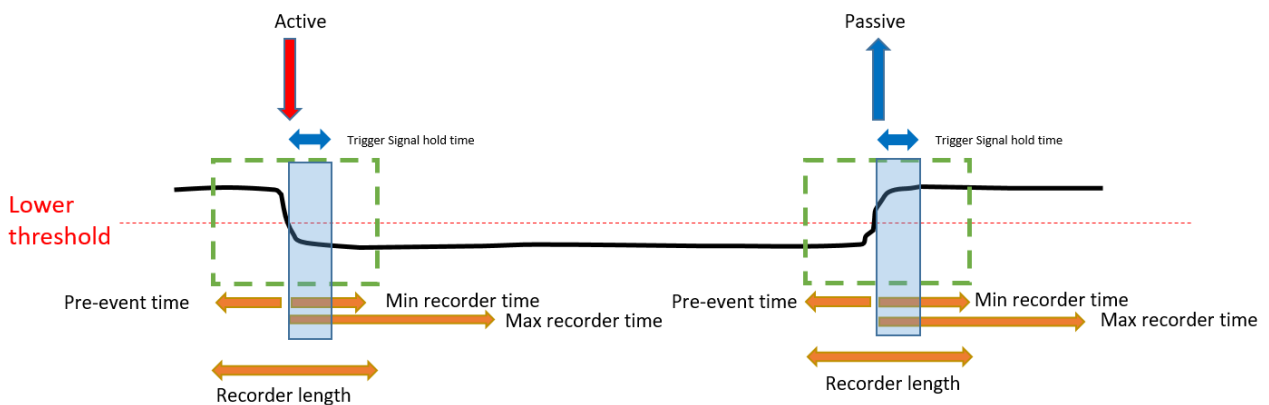 Active
Passive
Trigger Signal hold time
Trigger Signal hold time
Lower
threshold
Pre-event time
Min recorder time
Pre-event time
Min recorder time
Max recorder time
Max recorder time
Recorder length
Recorder length